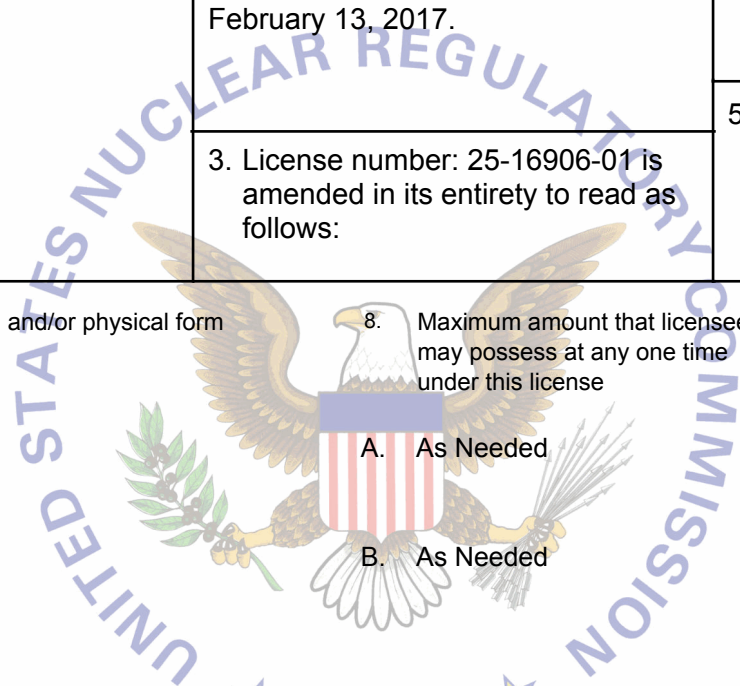 February 13, 2017.
5
3. License number: 25-16906-01 is
amended in its entirety to read as
follows:
and/or physical form
8. Maximum amount that licensee
may possess at any one time
under this license
A. As Needed
B. As Needed
UNITED STATES NUCLEAR REGULATORY COMMISSION